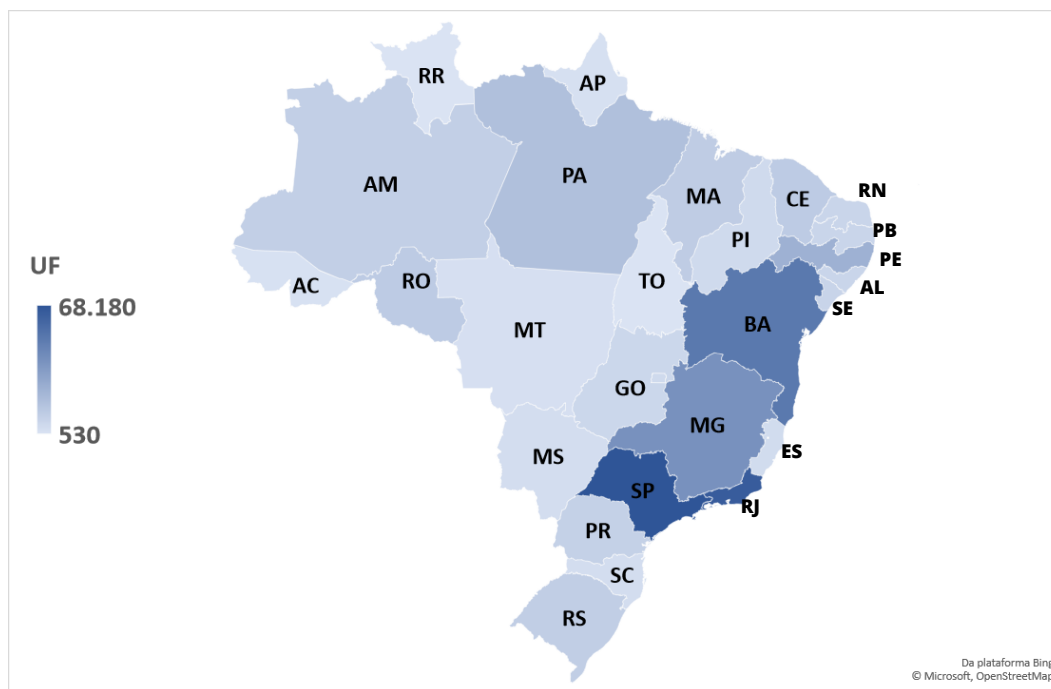 RR
AP
AM
PA
MA
CE
RN
PI
PB
PE
UF
AC
RO
TO
AL
SE
68.180
MT
BA
GO
MG
530
MS
ES
SP
RJ
PR
SC
RS
Da plataforma Bing
© Microsoft, OpenStreetMap